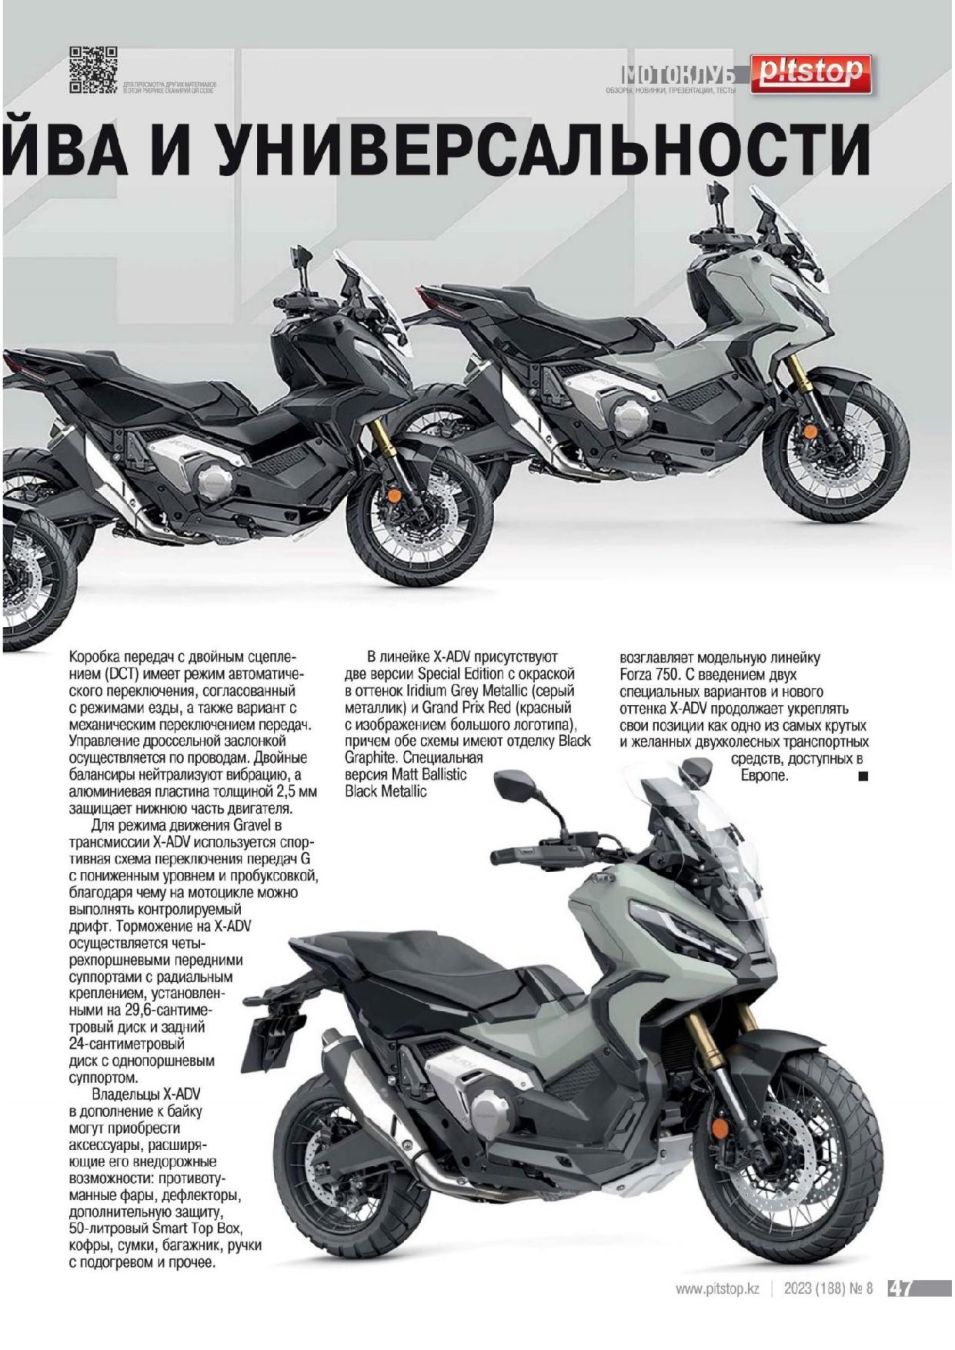 ДЛЯ ПРОСМОТРА ДРУГИХ МАТЕРИАЛОВ
В ЭТОЙ РУБРИКЕ СКАНИРУЙ QR CODE
МОТОКЛУБ
pitstop
ОБЗОРЫ, НОВИНКИ, ПРЕЗЕНТАЦИИ, ТЕСТЫ
ЙВА И УНИВЕРСАЛЬНОСТИ
Коробка передач с двойным сцепле-
нием (DCT) имеет режим автоматиче-
ского переключения, согласованный
с режимами езды, а также вариант с
механическим переключением передач.
Управление дроссельной заслонкой
осуществляется по проводам. Двойные
балансиры нейтрализуют вибрацию, а
алюминиевая пластина толщиной 2,5 мм
защищает нижнюю часть двигателя.
Для режима движения Gravel в
трансмиссии X-ADV используется спор-
тивная схема переключения передач G
с пониженным уровнем и пробуксовкой,
благодаря чему на мотоцикле можно
выполнять контролируемый
дрифт. Торможение на X-ADV
осуществляется четы-
рехпоршневыми передними
суппортами с радиальным
креплением, установлен-
ными на 29,6-сантиме-
тровый диск и задний
24-сантиметровый
диск с однопоршневым
суппортом.
Владельцы X-ADV
в дополнение к байку
могут приобрести
аксессуары, расширя-
ющие его внедорожные
возможности: противоту-
манные фары, дефлекторы,
дополнительную защиту,
50-литровый Smart Top Box,
кофры, сумки, багажник, ручки
с подогревом и прочее.
В линейке X-ADV присутствуют
две версии Special Edition с окраской
в оттенок Iridium Grey Metallic (серый
металлик) и Grand Prix Red (красный
с изображением большого логотипа),
причем обе схемы имеют отделку Black
Graphite. Специальная
версия Matt Ballistic
Black Metallic
возглавляет модельную линейку
Forza 750. С введением двух
специальных вариантов и нового
оттенка X-ADV продолжает укреплять
свои позиции как одно из самых крутых
и желанных двухколесных транспортных
средств, доступных в
Европе.
www.pitstop.kz | 2023 (188) № 8 47